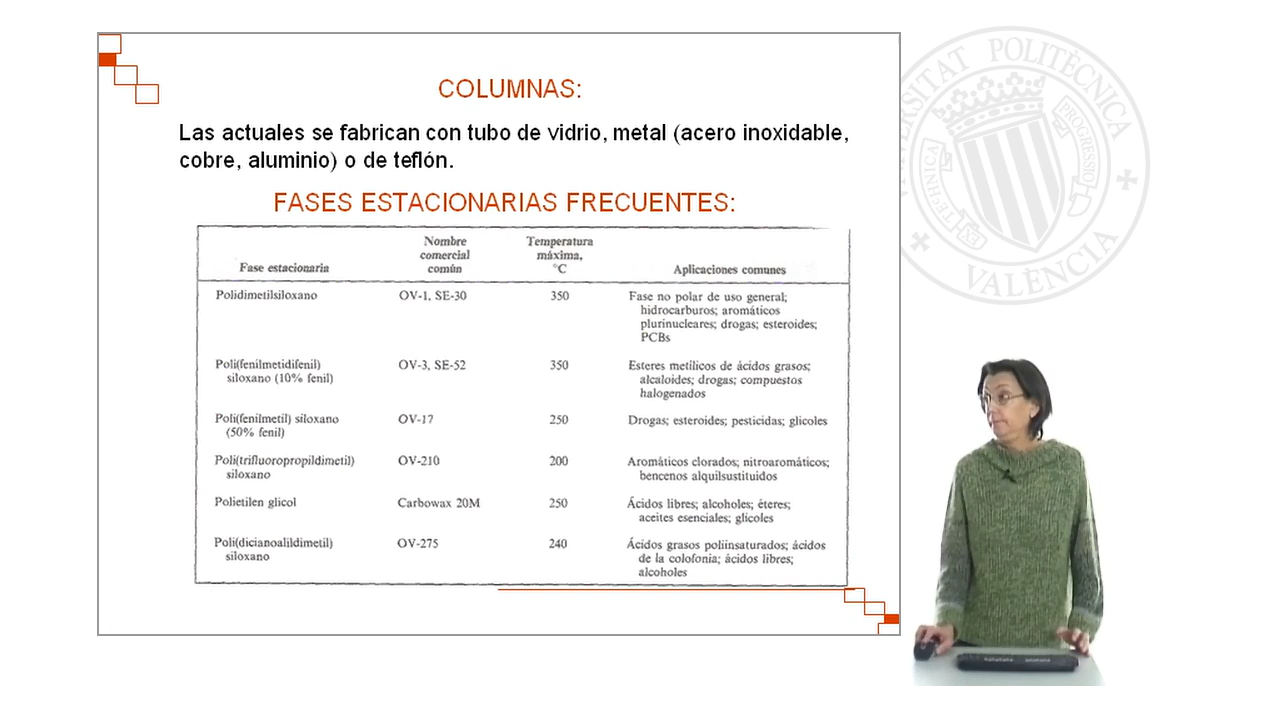 COLUMNAS:
Las actuales se fabrican con tubo de vidrio, metal (acero inoxidable,
cobre, aluminio) o de teflón.
FASES ESTACIONARIAS FRECUENTES:
Fase estacionaria
Nombre
comercial
común
Temperatura
máxima,
°C
Aplicaciones comunes
Polidimetilsiloxano
OV-1, SE-30
350
Fase no polar de uso general;
hidrocarburos; aromáticos
plurinucleares; drogas; esteroides;
PCBs
Poli(fenilmetidifenil)
siloxano (10% fenil)
OV-3, SE-52
350
Esteres metílicos de ácidos grasos;
alcaloides; drogas; compuestos
halogenados
Poli(fenilmetil) siloxano
(50% fenil)
OV-17
250
Drogas; esteroides; pesticidas; glicoles
Poli(trifluoropropildimetil)
siloxano
OV-210
200
Aromáticos clorados; nitroaromáticos;
bencenos alquilsustituidos
Polietilen glicol
Carbowax 20M
250
Ácidos libres; alcoholes; éteres;
aceites esenciales; glicoles
Poli(dicianoalildimetil)
siloxano
OV-275
240
Ácidos grasos poliinsaturados; ácidos
de la colofonia; ácidos libres;
alcoholes
POLITÈCNICA
VALÈNCIA
EX TECHNICA
PROGRESSIO